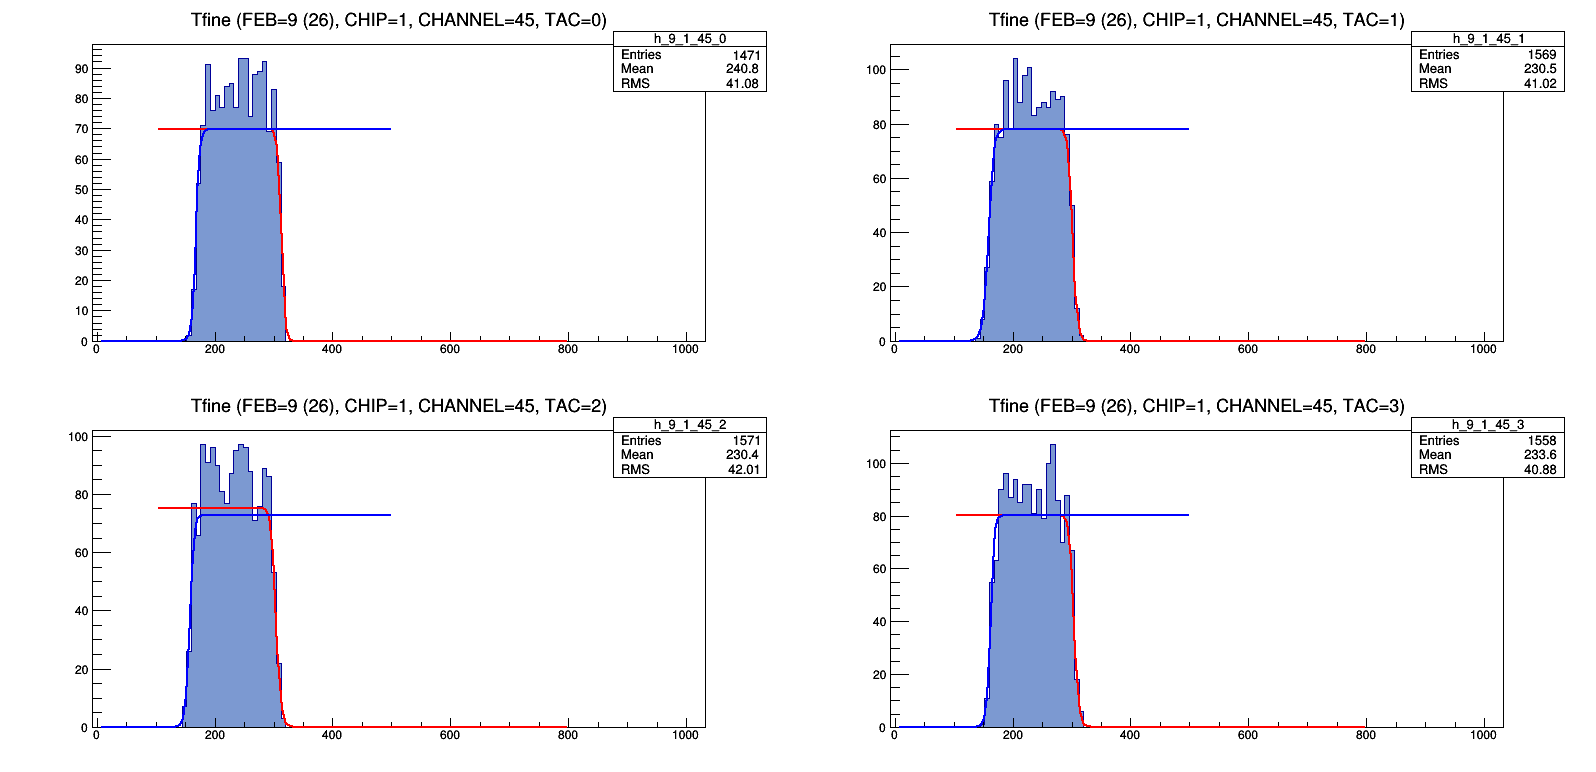 Tfine (FEB=9 (26), CHIP=1, CHANNEL=45, TAC=0)
h_9_1_45_0
Entries 1471
Mean 240.8
RMS 41.08
90
80
70
60
50
40
30
20
10
0
0 200 400 600 800 1000
Tfine (FEB=9 (26), CHIP=1, CHANNEL=45, TAC=1)
h_9_1_45_1
Entries 1569
Mean 230.5
RMS 41.02
100
80
60
40
20
0
0 200 400 600 800 1000
Tfine (FEB=9 (26), CHIP=1, CHANNEL=45, TAC=2)
h_9_1_45_2
Entries 1571
Mean 230.4
RMS 42.01
100
80
60
40
20
0
0 200 400 600 800 1000
Tfine (FEB=9 (26), CHIP=1, CHANNEL=45, TAC=3)
h_9_1_45_3
Entries 1558
Mean 233.6
RMS 40.88
100
80
60
40
20
0
0 200 400 600 800 1000